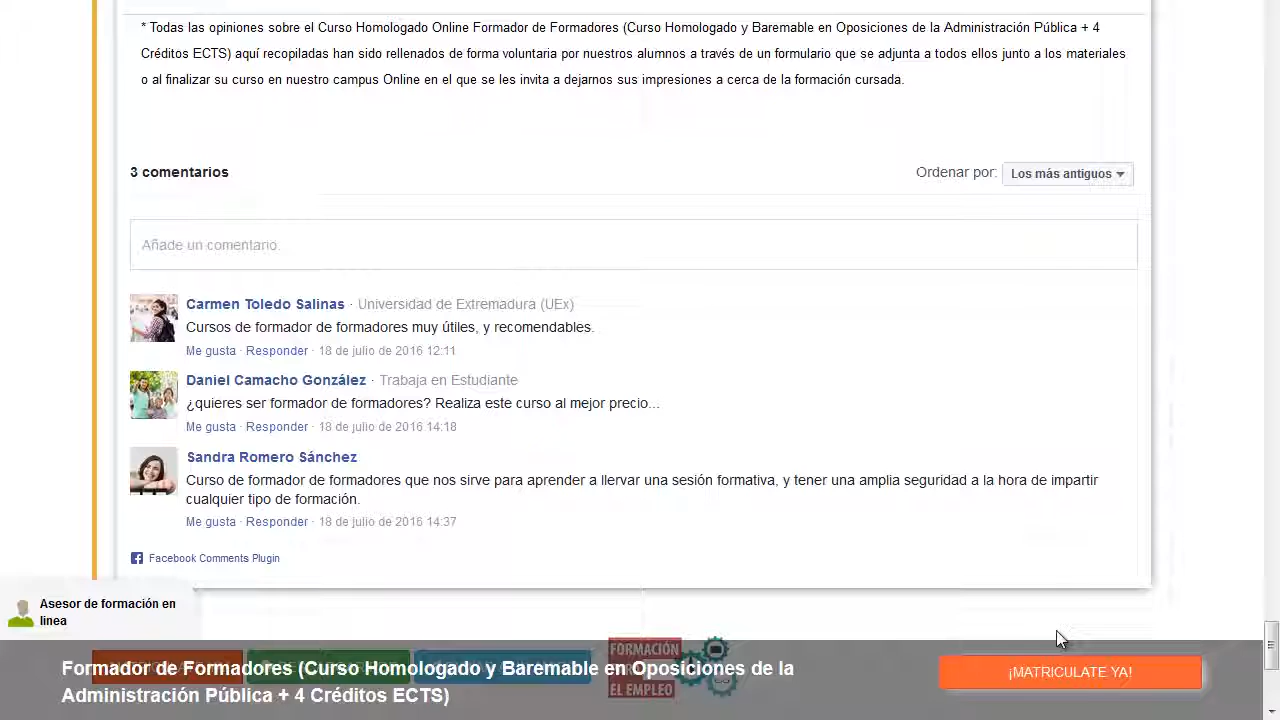 * Todas las opiniones sobre el Curso Homologado Online Formador de Formadores (Curso Homologado y Baremable en Oposiciones de la Administración Pública + 4
Créditos ECTS) aquí recopiladas han sido rellenados de forma voluntaria por nuestros alumnos a través de un formulario que se adjunta a todos ellos junto a los materiales
o al finalizar su curso en nuestro campus Online en el que se les invita a dejarnos sus impresiones a cerca de la formación cursada.
3 comentarios
Ordenar por: Los más antiguos
Añade un comentario.
Carmen Toledo Salinas · Universidad de Extremadura (UEx)
Cursos de formador de formadores muy útiles, y recomendables.
Me gusta · Responder · 18 de julio de 2016 12:11
Daniel Camacho González · Trabaja en Estudiante
¿quieres ser formador de formadores? Realiza este curso al mejor precio...
Me gusta · Responder · 18 de julio de 2016 14:18
Sandra Romero Sánchez
Curso de formador de formadores que nos sirve para aprender a llervar una sesión formativa, y tener una amplia seguridad a la hora de impartir
cualquier tipo de formación.
Me gusta · Responder · 18 de julio de 2016 14:37
Facebook Comments Plugin
Asesor de formación en
linea
FORMACIÓN
EL EMPLEO
Formador de Formadores (Curso Homologado y Baremable en Oposiciones de la
Administración Pública + 4 Créditos ECTS)
¡MATRICULATE YA!